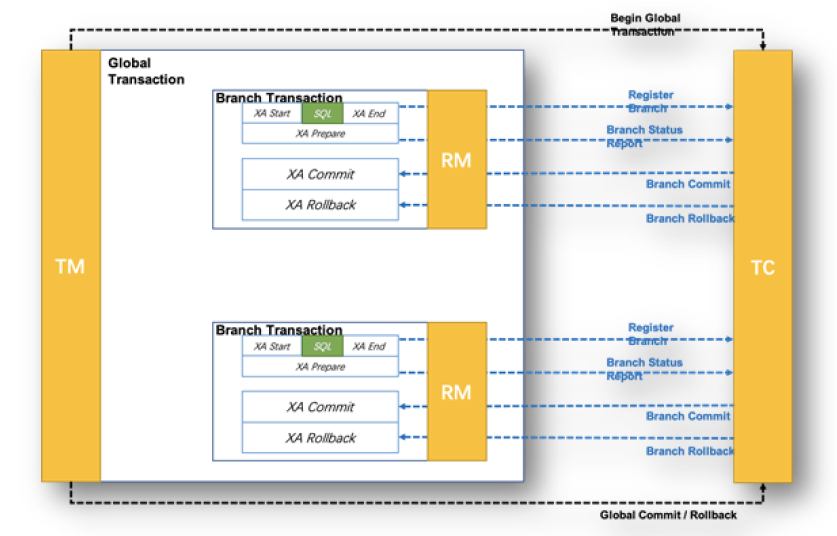 Begin Global
Transaction
Global
Transaction
Branch Transaction
XA Start
SQL
XA End
XA Prepare
XA Commit
XA Rollback
RM
Register
Branch
Branch Status
Report
Branch Commit
Branch Rollback
TM
TC
Branch Transaction
XA Start
SQL
XA End
XA Prepare
XA Commit
XA Rollback
RM
Register
Branch
Branch Status
Report
Branch Commit
Branch Rollback
Global Commit / Rollback